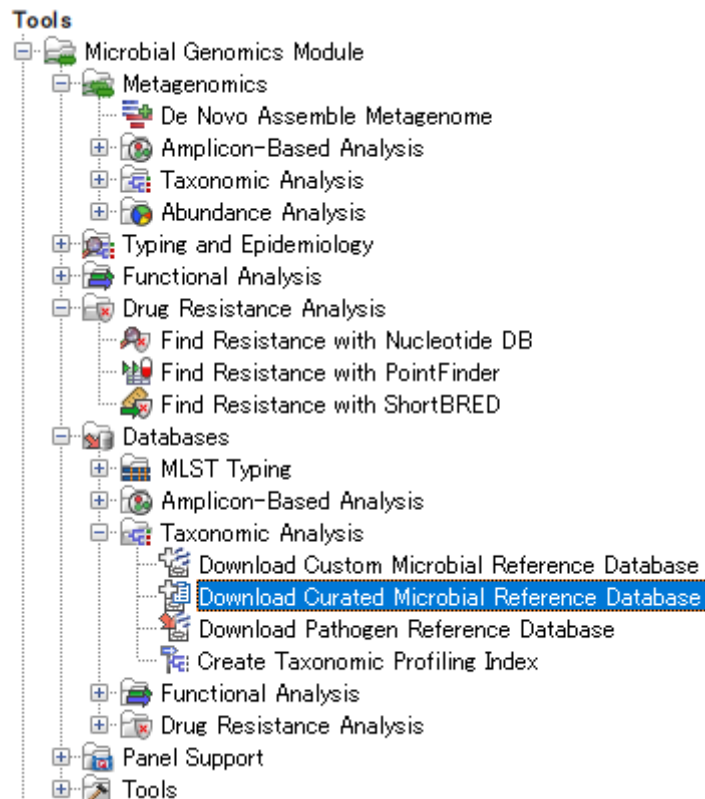 Tools
Microbial Genomics Module
Metagenomics
De Novo Assemble Metagenome
Amplicon-Based Analysis
Taxonomic Analysis
Abundance Analysis
Typing and Epidemiology
Functional Analysis
Drug Resistance Analysis
Find Resistance with Nucleotide DB
Find Resistance with PointFinder
Find Resistance with ShortBRED
Databases
MLST Typing
Amplicon-Based Analysis
Taxonomic Analysis
Download Custom Microbial Reference Database
Download Curated Microbial Reference Database
Download Pathogen Reference Database
Create Taxonomic Profiling Index
Functional Analysis
Drug Resistance Analysis
Panel Support
Tools